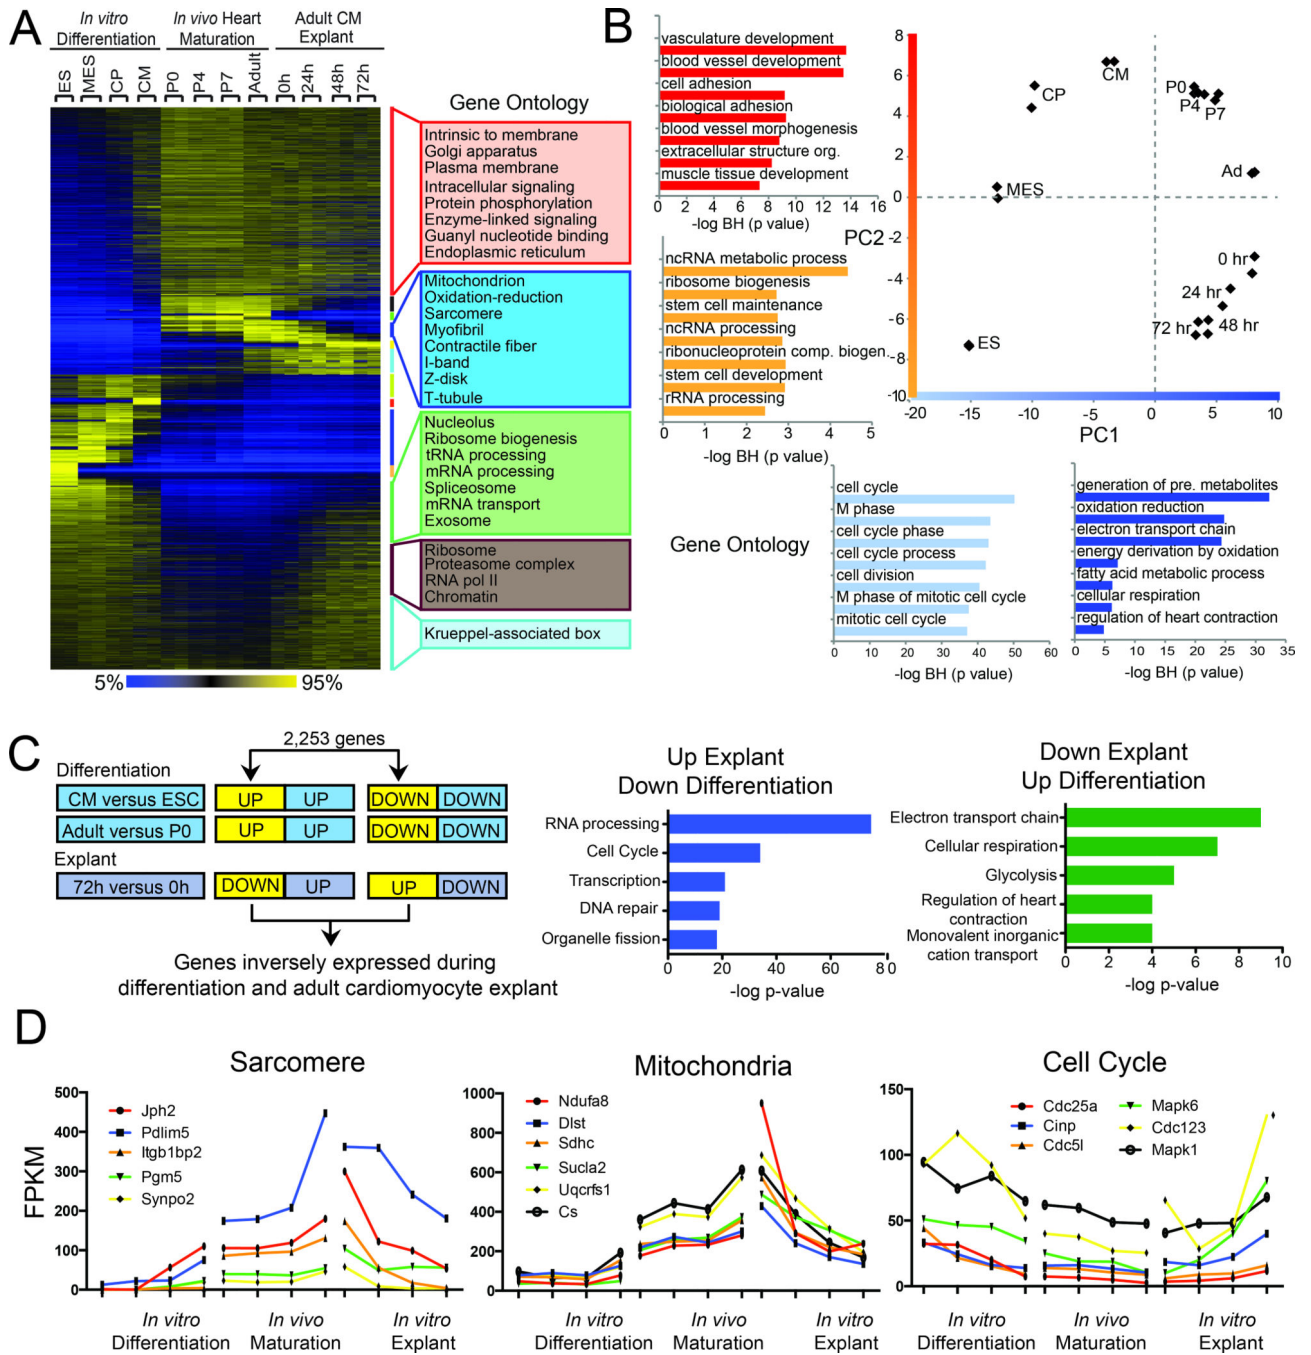 A
In vitro
Differentiation
In vivo Heart
Maturation
Adult CM
Explant
ES
MES
CP
CM
P0
P4
P7
Adult
0h
24h
48h
72h
Gene Ontology
Intrinsic to membrane
Golgi apparatus
Plasma membrane
Intracellular signaling
Protein phosphorylation
Enzyme-linked signaling
Guanyl nucleotide binding
Endoplasmic reticulum
Mitochondrion
Oxidation-reduction
Sarcomere
Myofibril
Contractile fiber
I-band
Z-disk
T-tubule
Nucleolus
Ribosome biogenesis
tRNA processing
mRNA processing
Spliceosome
mRNA transport
Exosome
Ribosome
Proteasome complex
RNA pol II
Chromatin
Krueppel-associated box
5%
95%
B
vasculature development
blood vessel development
cell adhesion
biological adhesion
blood vessel morphogenesis
extracellular structure org.
muscle tissue development
0 2 4 6 8 10 12 14 16
-log BH (p value)
ncRNA metabolic process
ribosome biogenesis
stem cell maintenance
ncRNA processing
ribonucleoprotein comp. biogen.
stem cell development
rRNA processing
0 1 2 3 4 5
-log BH (p value)
8
6
4
2
0
-2
-4
-6
-8
-10
PC2
-20 -15 -10 -5 0 5 10
PC1
CM
CP
P0
P4
P7
MES
Ad
0 hr
24 hr
72 hr
48 hr
ES
Gene Ontology
cell cycle
M phase
cell cycle phase
cell cycle process
cell division
M phase of mitotic cell cycle
mitotic cell cycle
0 10 20 30 40 50 60
-log BH (p value)
generation of pre. metabolites
oxidation reduction
electron transport chain
energy derivation by oxidation
fatty acid metabolic process
cellular respiration
regulation of heart contraction
0 5 10 15 20 25 30 35
-log BH (p value)
C
2,253 genes
Differentiation
CM versus ESC
UP UP DOWN DOWN
Adult versus P0
UP UP DOWN DOWN
Explant
72h versus 0h
DOWN UP UP DOWN
Genes inversely expressed during
differentiation and adult cardiomyocyte explant
Up Explant
Down Differentiation
RNA processing
Cell Cycle
Transcription
DNA repair
Organelle fission
0 20 40 60 80
-log p-value
Down Explant
Up Differentiation
Electron transport chain
Cellular respiration
Glycolysis
Regulation of heart
contraction
Monovalent inorganic
cation transport
0 2 4 6 8 10
-log p-value
D
FPKM
Sarcomere
500
400
300
200
100
0
Jph2
Pdlim5
Itgb1bp2
Pgm5
Synpo2
In vitro
Differentiation
In vivo
Maturation
In vitro
Explant
Mitochondria
1000
800
600
400
200
0
Ndufa8
Dlst
Sdhc
Sucla2
Uqcrfs1
Cs
In vitro
Differentiation
In vivo
Maturation
In vitro
Explant
Cell Cycle
150
100
50
0
Cdc25a
Cinp
Cdc5l
Mapk6
Cdc123
Mapk1
In vitro
Differentiation
In vivo
Maturation
In vitro
Explant